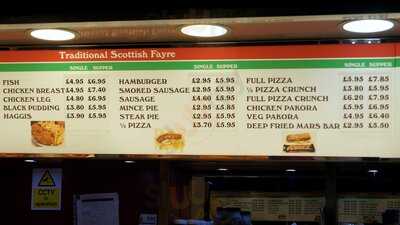 Traditional Scottish Fayre
SINGLE SUPPER SINGLE SUPPER SINGLE SUPPER
FISH £4.95 £6.95
CHICKEN BREAST £4.95 £7.40
CHICKEN LEG £4.80 £6.95
BLACK PUDDING £3.80 £5.95
HAGGIS £3.90 £5.95
HAMBURGER £2.95 £5.95
SMOKED SAUSAGE £2.95 £5.95
SAUSAGE £4.60 £5.95
MINCE PIE £2.95 £5.85
STEAK PIE £2.95 £5.95
½ PIZZA £3.70 £5.95
FULL PIZZA £5.95 £7.85
½ PIZZA CRUNCH £3.80 £5.95
FULL PIZZA CRUNCH £6.20 £7.95
CHICKEN PAKORA £5.95 £6.95
VEG PAKORA £4.95 £6.40
DEEP FRIED MARS BAR £2.95 £5.50
CCTV